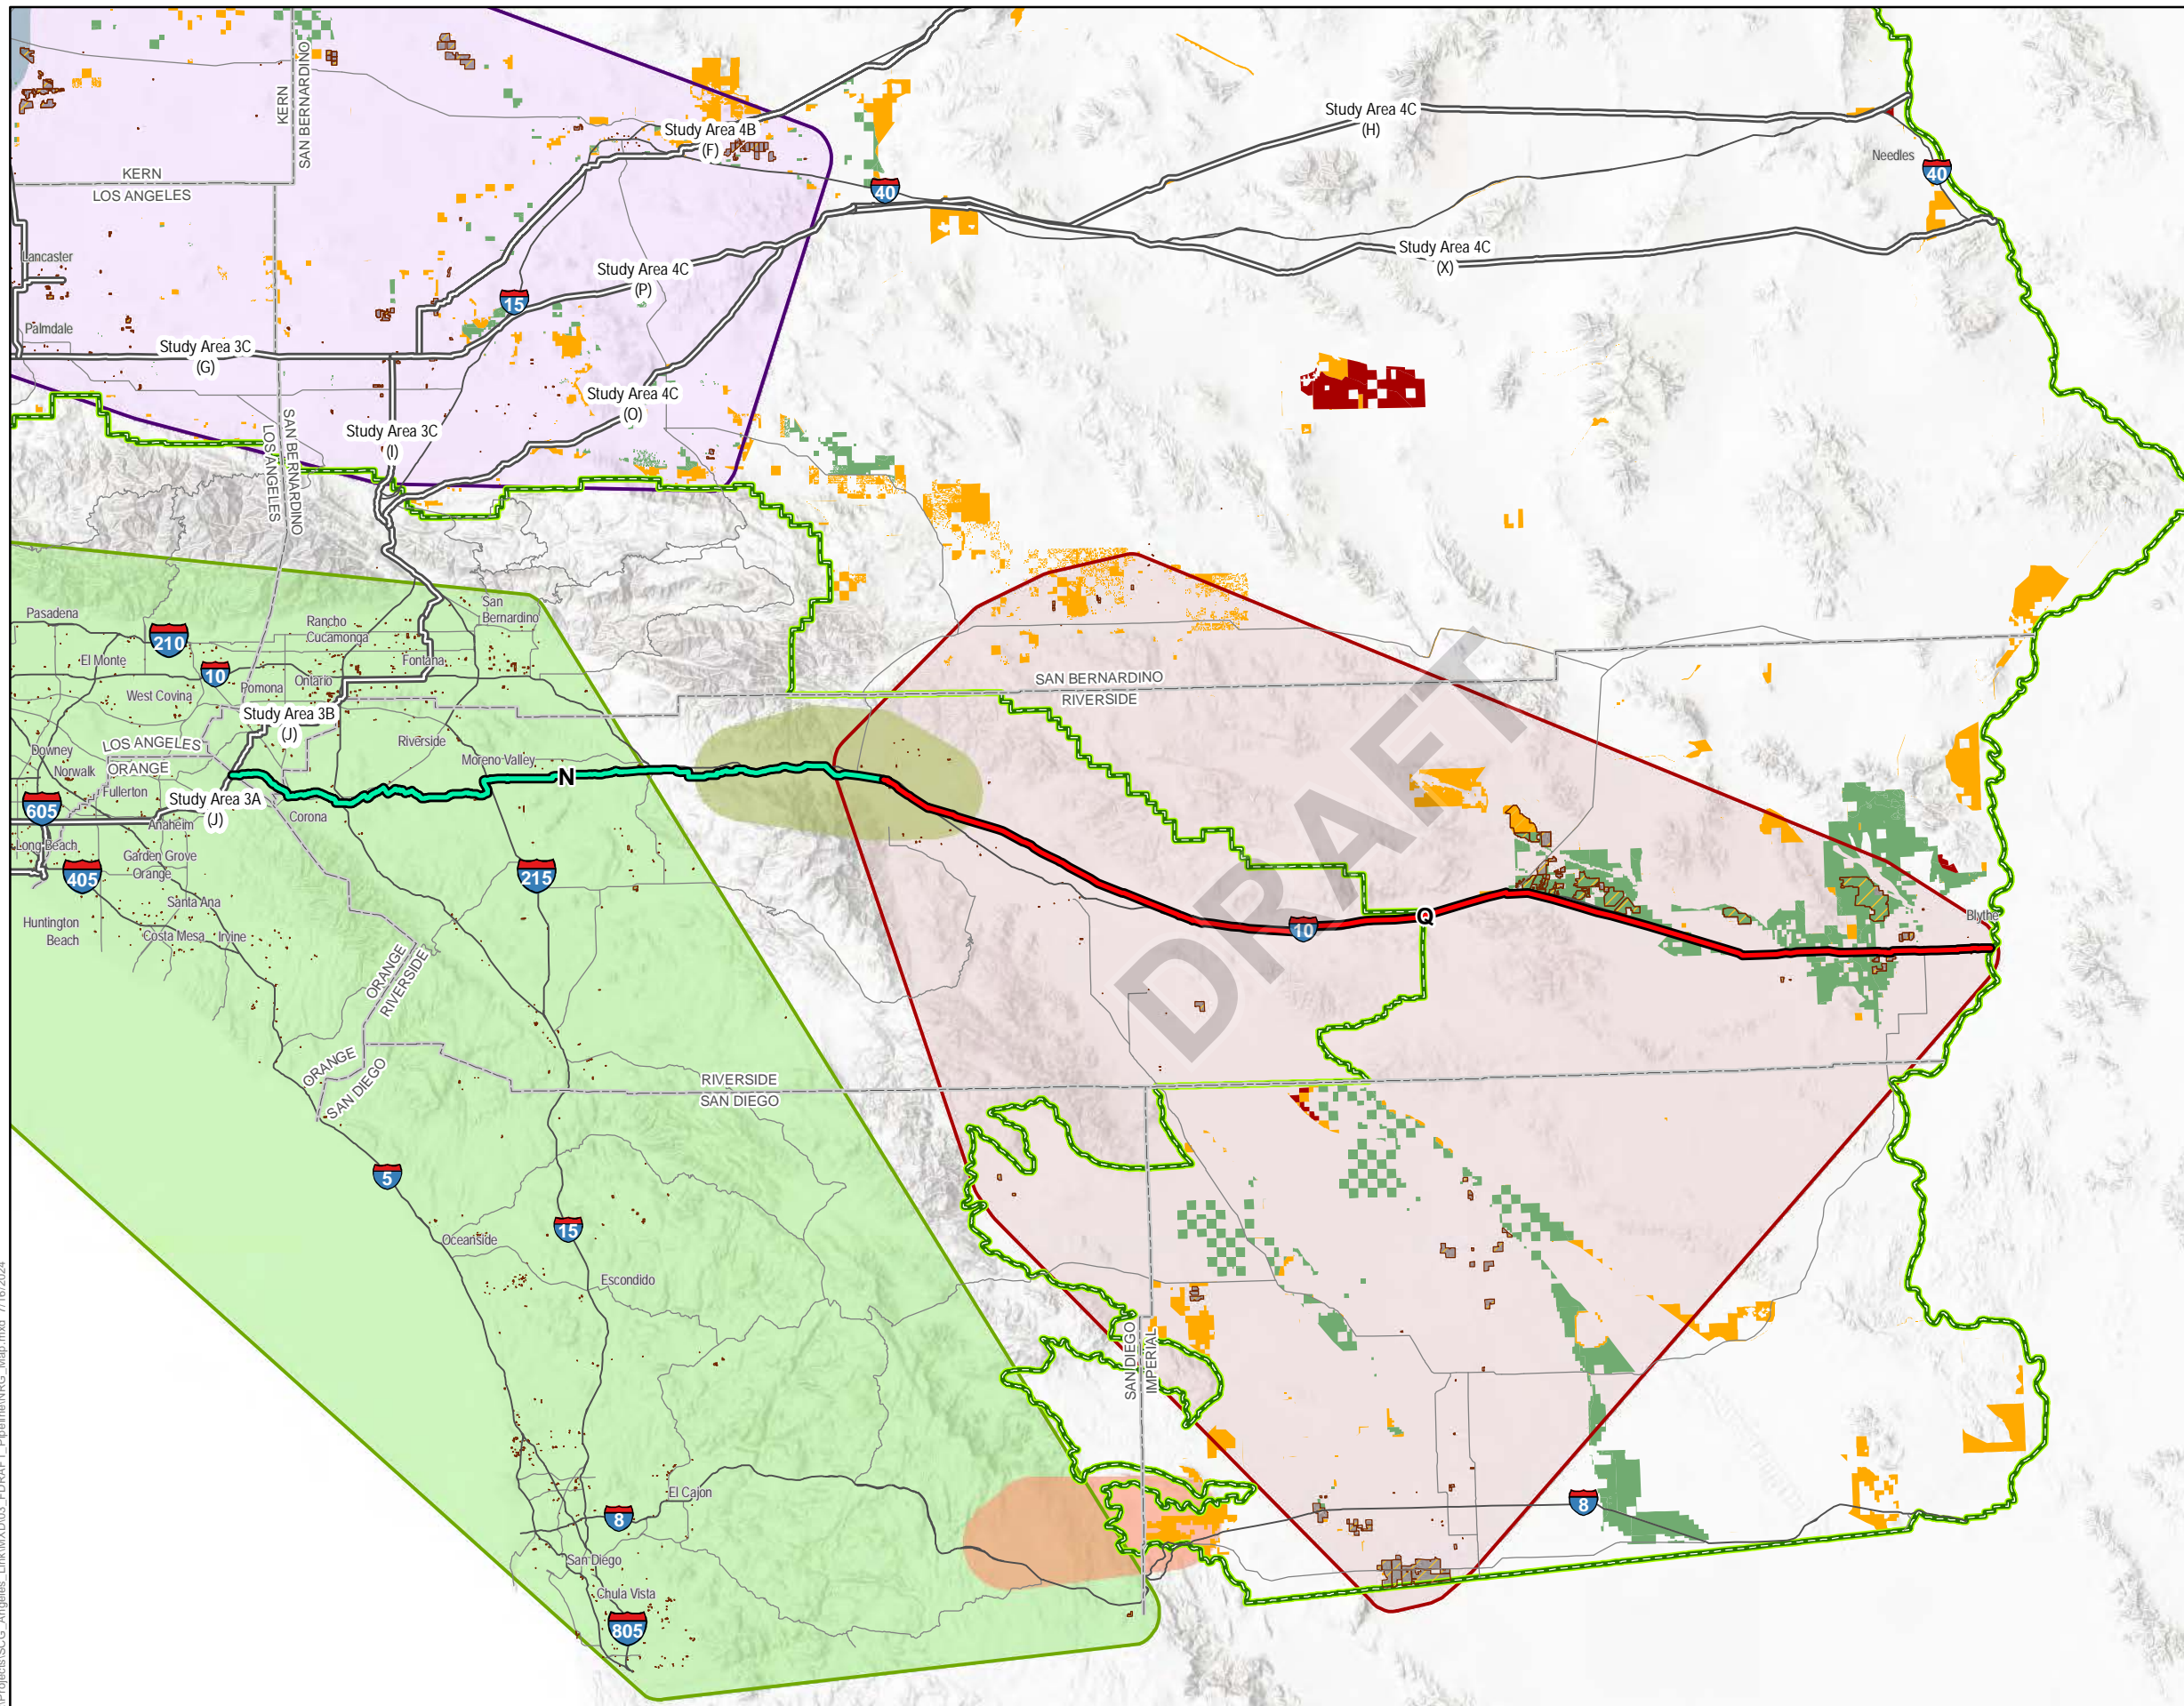 KERN
SAN BERNARDINO
Study Area 4B
(F)
Study Area 4C
(H)
Needles
40
40
KERN
LOS ANGELES
Lancaster
Study Area 4C
(P)
Study Area 4C
(X)
15
Palmdale
Study Area 3C
(G)
Study Area 4C
(O)
Study Area 3C
(I)
SAN BERNARDINO
LOS ANGELES
Pasadena
San
Bernardino
Rancho
Cucamonga
210
El Monte
10
Fontana
West Covina
Pomona
Ontario
SAN BERNARDINO
RIVERSIDE
Study Area 3B
(J)
Riverside
LOS ANGELES
ORANGE
Downey
Norwalk
Moreno Valley
N
Fullerton
Study Area 3A
(J)
605
Anaheim
Corona
Long Beach
Garden Grove
Orange
405
215
Santa Ana
Huntington
Beach
Costa Mesa
Irvine
Q
10
Blythe
DRAFT
ORANGE
RIVERSIDE
ORANGE
SAN DIEGO
RIVERSIDE
SAN DIEGO
5
15
Oceanside
Escondido
SAN DIEGO
IMPERIAL
El Cajon
8
8
San Diego
Chula Vista
805